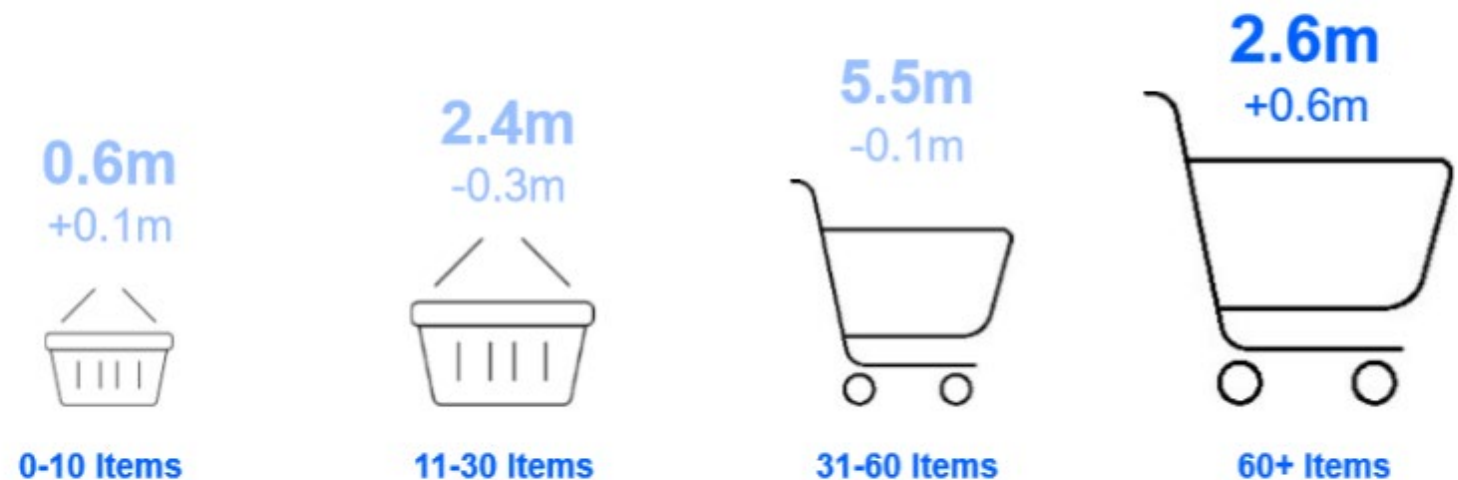 0.6m
+0.1m
0-10 Items
2.4m
-0.3m
11-30 Items
5.5m
-0.1m
31-60 Items
2.6m
+0.6m
60+ Items